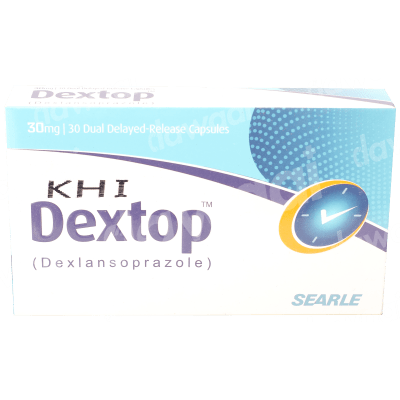 Dextop
30mg | 30 Dual Delayed-Release Capsules
KHI
Dextop™
(Dexlansoprazole)
SEARLE